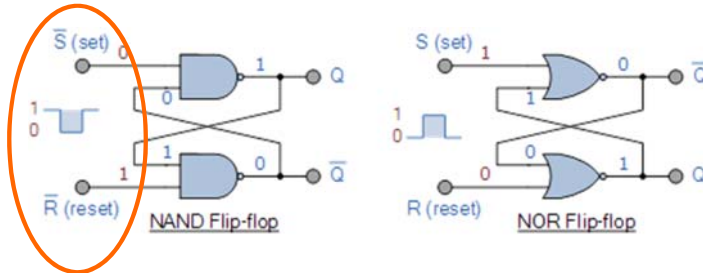 S̅ (set) 0 1 Q
0
1
0
1 1 0 Q̅
R̅ (reset)
NAND Flip-flop
S (set) 1 0 Q̅
1
1
0
0 0 1 Q
R (reset)
NOR Flip-flop